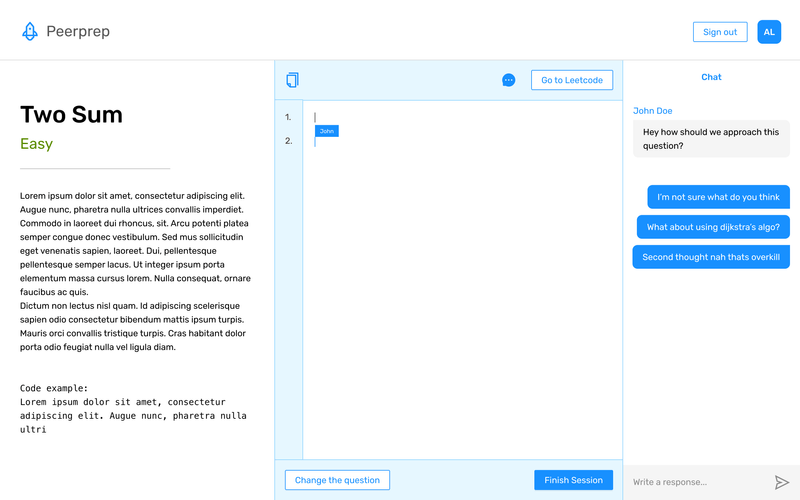 Peerprep
Sign out
AL
Two Sum
Easy
Lorem ipsum dolor sit amet, consectetur adipiscing elit.
Augue nunc, pharetra nulla ultrices convallis imperdiet.
Commodo in laoreet dui rhoncus, sit. Arcu potenti platea
semper congue donec vestibulum. Sed mus sollicitudin
eget venenatis sapien, laoreet. Dui, pellentesque
pellentesque semper lacus. Ut integer ipsum porta
elementum massa cursus lorem. Nulla consequat, ornare
faucibus ac quis.
Dictum non lectus nisl quam. Id adipiscing scelerisque
sapien odio consectetur bibendum mattis ipsum turpis.
Mauris orci convallis tristique turpis. Cras habitant dolor
porta odio feugiat nulla vel ligula diam.
Code example:
Lorem ipsum dolor sit amet, consectetur
adipiscing elit. Augue nunc, pharetra nulla
ultri
Go to Leetcode
1.
John
2.
Change the question
Finish Session
Chat
John Doe
Hey how should we approach this
question?
I'm not sure what do you think
What about using dijkstra's algo?
Second thought nah thats overkill
Write a response...